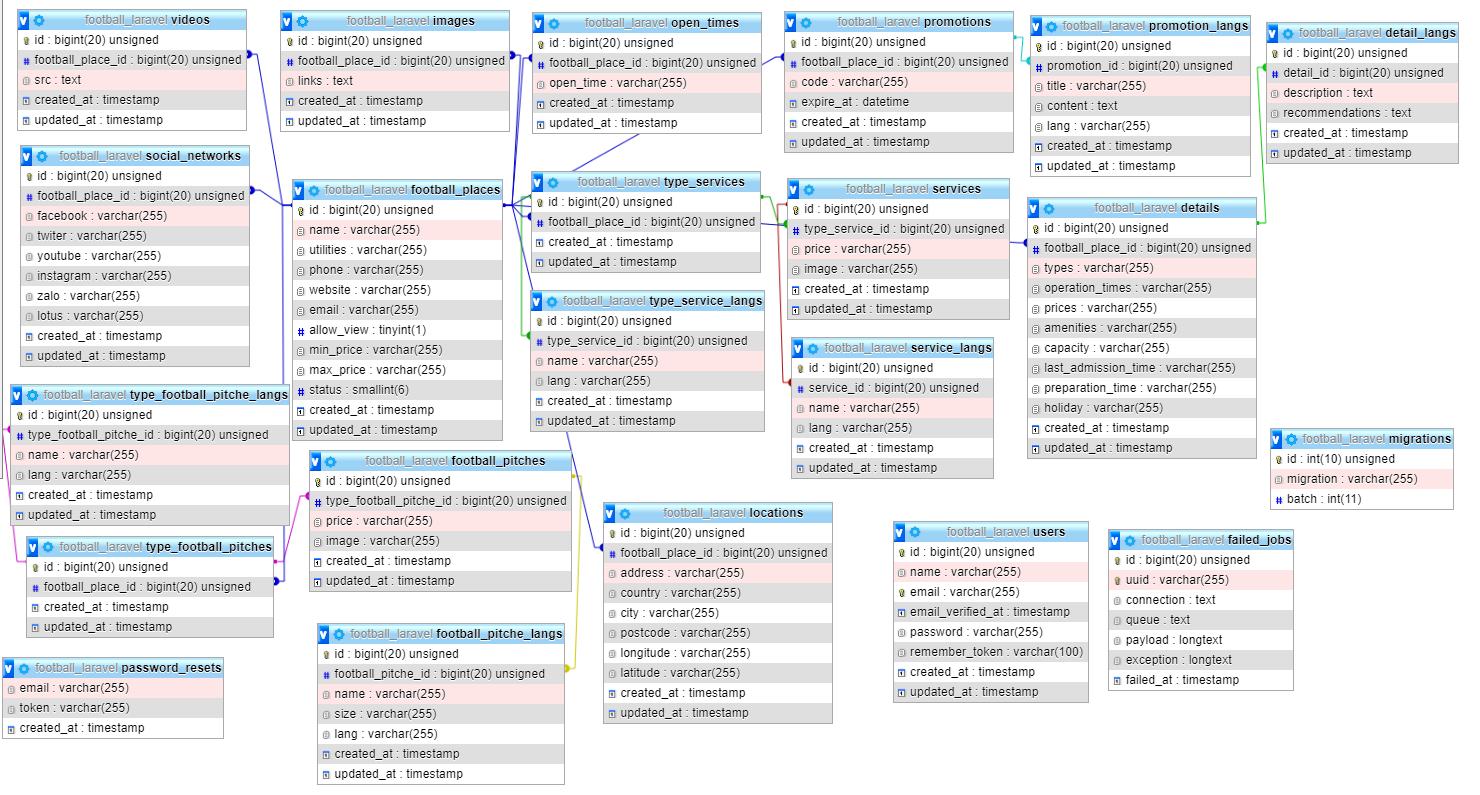 football_laravel videos
id : bigint(20) unsigned
football_place_id : bigint(20) unsigned
src : text
created_at : timestamp
updated_at : timestamp
football_laravel images
id : bigint(20) unsigned
football_place_id : bigint(20) unsigned
links : text
created_at : timestamp
updated_at : timestamp
football_laravel open_times
id : bigint(20) unsigned
football_place_id : bigint(20) unsigned
open_time : varchar(255)
created_at : timestamp
updated_at : timestamp
football_laravel promotions
id : bigint(20) unsigned
football_place_id : bigint(20) unsigned
code : varchar(255)
expire_at : datetime
created_at : timestamp
updated_at : timestamp
football_laravel promotion_langs
id : bigint(20) unsigned
promotion_id : bigint(20) unsigned
title : varchar(255)
content : text
lang : varchar(255)
created_at : timestamp
updated_at : timestamp
football_laravel detail_langs
id : bigint(20) unsigned
detail_id : bigint(20) unsigned
description : text
recommendations : text
created_at : timestamp
updated_at : timestamp
football_laravel social_networks
id : bigint(20) unsigned
football_place_id : bigint(20) unsigned
facebook : varchar(255)
twiter : varchar(255)
youtube : varchar(255)
instagram : varchar(255)
zalo : varchar(255)
lotus : varchar(255)
created_at : timestamp
updated_at : timestamp
football_laravel football_places
id : bigint(20) unsigned
name : varchar(255)
utilities : varchar(255)
phone : varchar(255)
website : varchar(255)
email : varchar(255)
allow_view : tinyint(1)
min_price : varchar(255)
max_price : varchar(255)
status : smallint(6)
created_at : timestamp
updated_at : timestamp
football_laravel type_services
id : bigint(20) unsigned
football_place_id : bigint(20) unsigned
created_at : timestamp
updated_at : timestamp
football_laravel services
id : bigint(20) unsigned
type_service_id : bigint(20) unsigned
price : varchar(255)
image : varchar(255)
created_at : timestamp
updated_at : timestamp
football_laravel details
id : bigint(20) unsigned
football_place_id : bigint(20) unsigned
types : varchar(255)
operation_times : varchar(255)
prices : varchar(255)
amenities : varchar(255)
capacity : varchar(255)
last_admission_time : varchar(255)
preparation_time : varchar(255)
holiday : varchar(255)
created_at : timestamp
updated_at : timestamp
football_laravel type_service_langs
id : bigint(20) unsigned
type_service_id : bigint(20) unsigned
name : varchar(255)
lang : varchar(255)
created_at : timestamp
updated_at : timestamp
football_laravel service_langs
id : bigint(20) unsigned
service_id : bigint(20) unsigned
name : varchar(255)
lang : varchar(255)
created_at : timestamp
updated_at : timestamp
football_laravel type_football_pitche_langs
id : bigint(20) unsigned
type_football_pitche_id : bigint(20) unsigned
name : varchar(255)
lang : varchar(255)
created_at : timestamp
updated_at : timestamp
football_laravel football_pitches
id : bigint(20) unsigned
type_football_pitche_id : bigint(20) unsigned
price : varchar(255)
image : varchar(255)
created_at : timestamp
updated_at : timestamp
football_laravel migrations
id : int(10) unsigned
migration : varchar(255)
batch : int(11)
football_laravel type_football_pitches
id : bigint(20) unsigned
football_place_id : bigint(20) unsigned
created_at : timestamp
updated_at : timestamp
football_laravel locations
id : bigint(20) unsigned
football_place_id : bigint(20) unsigned
address : varchar(255)
country : varchar(255)
city : varchar(255)
postcode : varchar(255)
longitude : varchar(255)
latitude : varchar(255)
created_at : timestamp
updated_at : timestamp
football_laravel users
id : bigint(20) unsigned
name : varchar(255)
email : varchar(255)
email_verified_at : timestamp
password : varchar(255)
remember_token : varchar(100)
created_at : timestamp
updated_at : timestamp
football_laravel failed_jobs
id : bigint(20) unsigned
uuid : varchar(255)
connection : text
queue : text
payload : longtext
exception : longtext
failed_at : timestamp
football_laravel password_resets
email : varchar(255)
token : varchar(255)
created_at : timestamp
football_laravel football_pitche_langs
id : bigint(20) unsigned
football_pitche_id : bigint(20) unsigned
name : varchar(255)
size : varchar(255)
lang : varchar(255)
created_at : timestamp
updated_at : timestamp